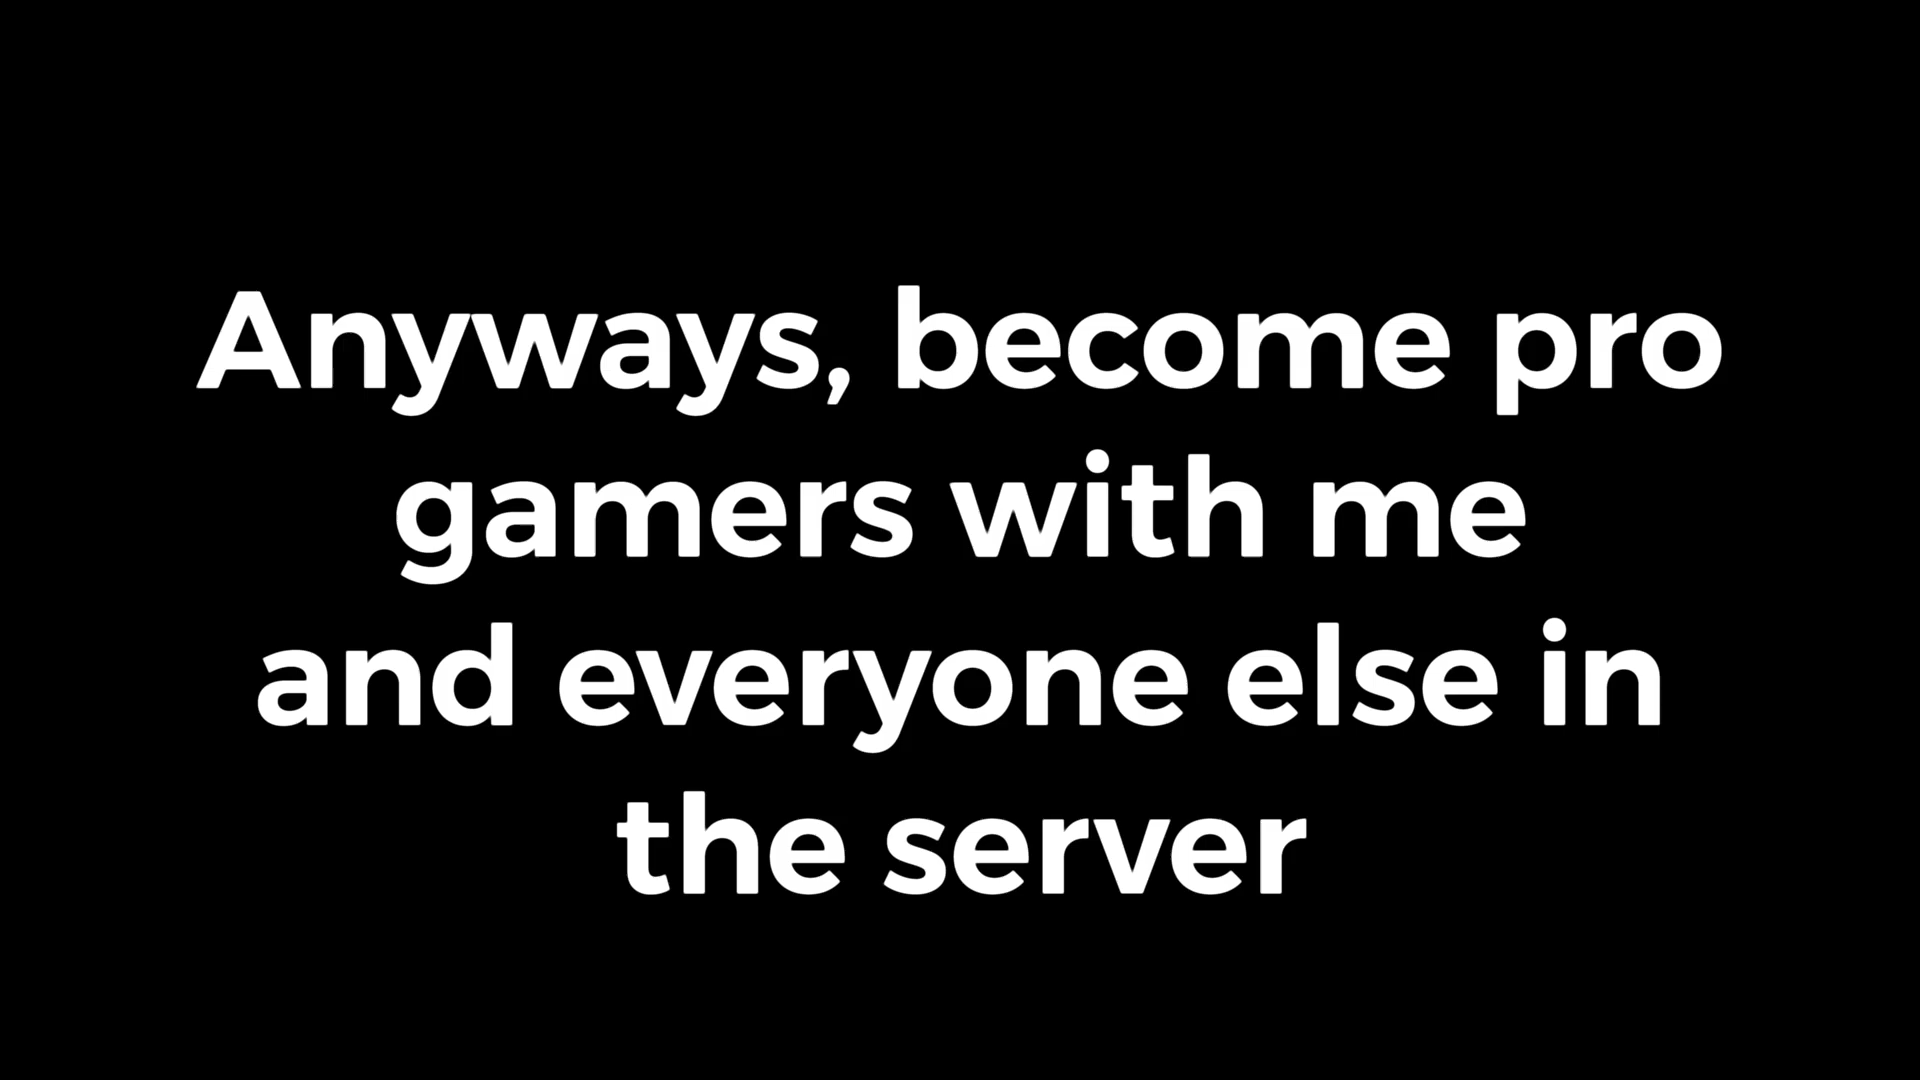 Anyways, become pro
gamers with me
and everyone else in
the server